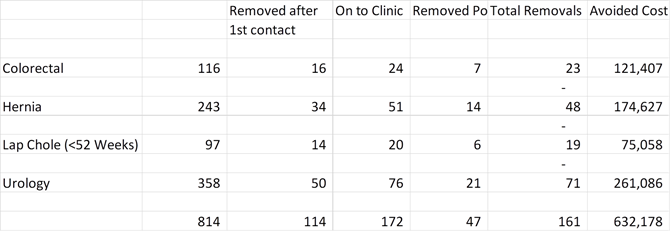 Removed after On to Clinic Removed Po Total Removals Avoided Cost
1st contact
Colorectal 116 16 24 7 23 121,407
-
Hernia 243 34 51 14 48 174,627
-
Lap Chole (<52 Weeks) 97 14 20 6 19 75,058
-
Urology 358 50 76 21 71 261,086
814 114 172 47 161 632,178